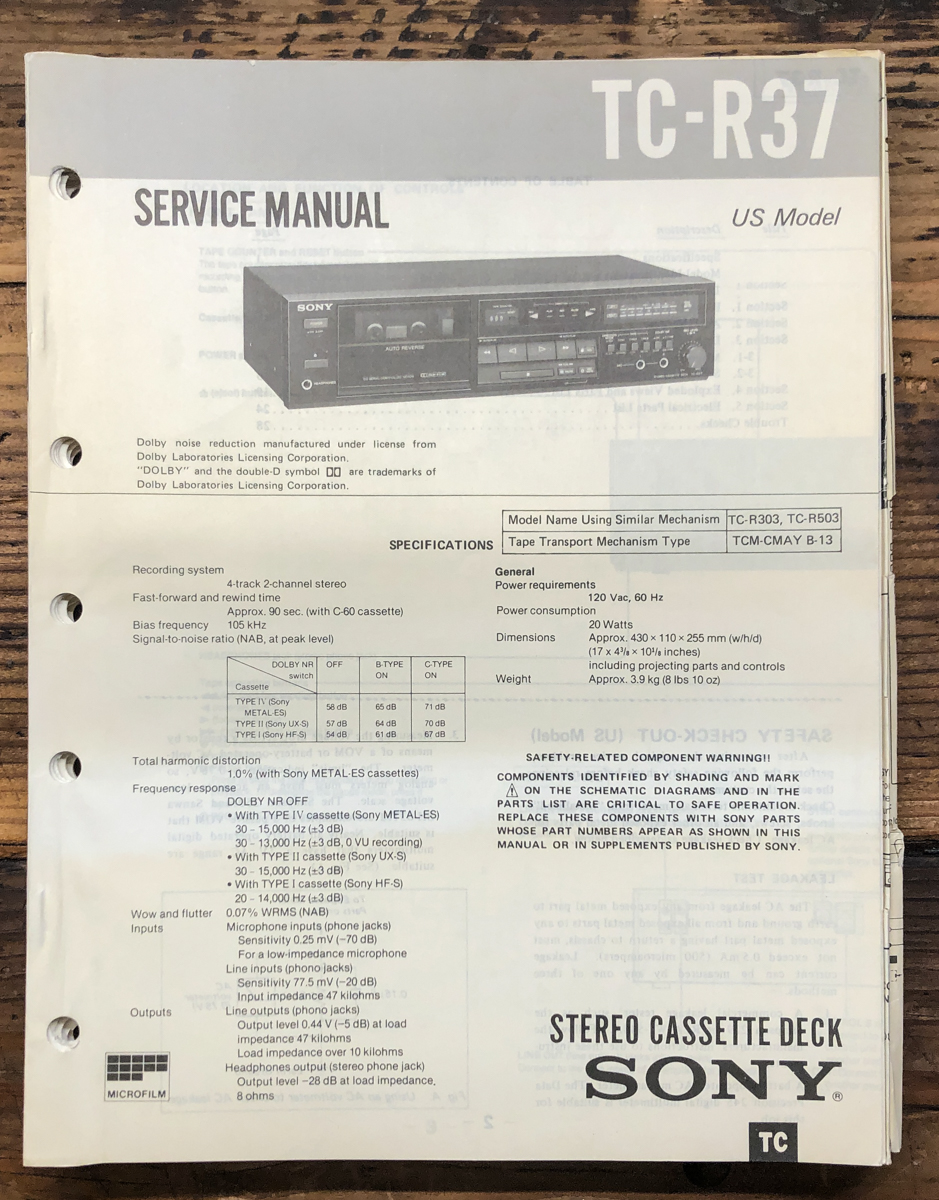 TC-R37
SERVICE MANUAL
US Model
SONY
AUTO REVERSE
Dolby noise reduction manufactured under license from
Dolby Laboratories Licensing Corporation.
"DOLBY" and the double-D symbol are trademarks of
Dolby Laboratories Licensing Corporation.
Model Name Using Similar Mechanism TC-R303, TC-R503
Tape Transport Mechanism Type TCM-CMAY B-13
SPECIFICATIONS
Recording system
4-track 2-channel stereo
Fast-forward and rewind time
Approx. 90 sec. (with C-60 cassette)
Bias frequency 105 kHz
Signal-to-noise ratio (NAB, at peak level)
DOLBY NR switch Cassette OFF B-TYPE ON C-TYPE ON
TYPE IV (Sony METAL-ES) 58 dB 65 dB 71 dB
TYPE II (Sony UX-S) 57 dB 64 dB 70 dB
TYPE I (Sony HF-S) 54 dB 61 dB 67 dB
Total harmonic distortion
1.0% (with Sony METAL-ES cassettes)
Frequency response
DOLBY NR OFF
• With TYPE IV cassette (Sony METAL-ES)
30 - 15,000 Hz (±3 dB)
30 - 13,000 Hz (±3 dB, 0 VU recording)
• With TYPE II cassette (Sony UX-S)
30 - 15,000 Hz (±3 dB)
• With TYPE I cassette (Sony HF-S)
20 - 14,000 Hz (±3 dB)
Wow and flutter 0.07% WRMS (NAB)
Inputs Microphone inputs (phone jacks)
Sensitivity 0.25 mV (−70 dB)
For a low-impedance microphone
Line inputs (phono jacks)
Sensitivity 77.5 mV (−20 dB)
Input impedance 47 kilohms
Outputs Line outputs (phono jacks)
Output level 0.44 V (−5 dB) at load
impedance 47 kilohms
Load impedance over 10 kilohms
Headphones output (stereo phone jack)
Output level −28 dB at load impedance,
8 ohms
General
Power requirements
120 Vac, 60 Hz
Power consumption
20 Watts
Dimensions Approx. 430 × 110 × 255 mm (w/h/d)
(17 × 4 3/8 × 10 1/8 inches)
including projecting parts and controls
Weight Approx. 3.9 kg (8 lbs 10 oz)
SAFETY-RELATED COMPONENT WARNING!!
COMPONENTS IDENTIFIED BY SHADING AND MARK
⚠ ON THE SCHEMATIC DIAGRAMS AND IN THE
PARTS LIST ARE CRITICAL TO SAFE OPERATION.
REPLACE THESE COMPONENTS WITH SONY PARTS
WHOSE PART NUMBERS APPEAR AS SHOWN IN THIS
MANUAL OR IN SUPPLEMENTS PUBLISHED BY SONY.
MICROFILM
STEREO CASSETTE DECK
SONY®
TC